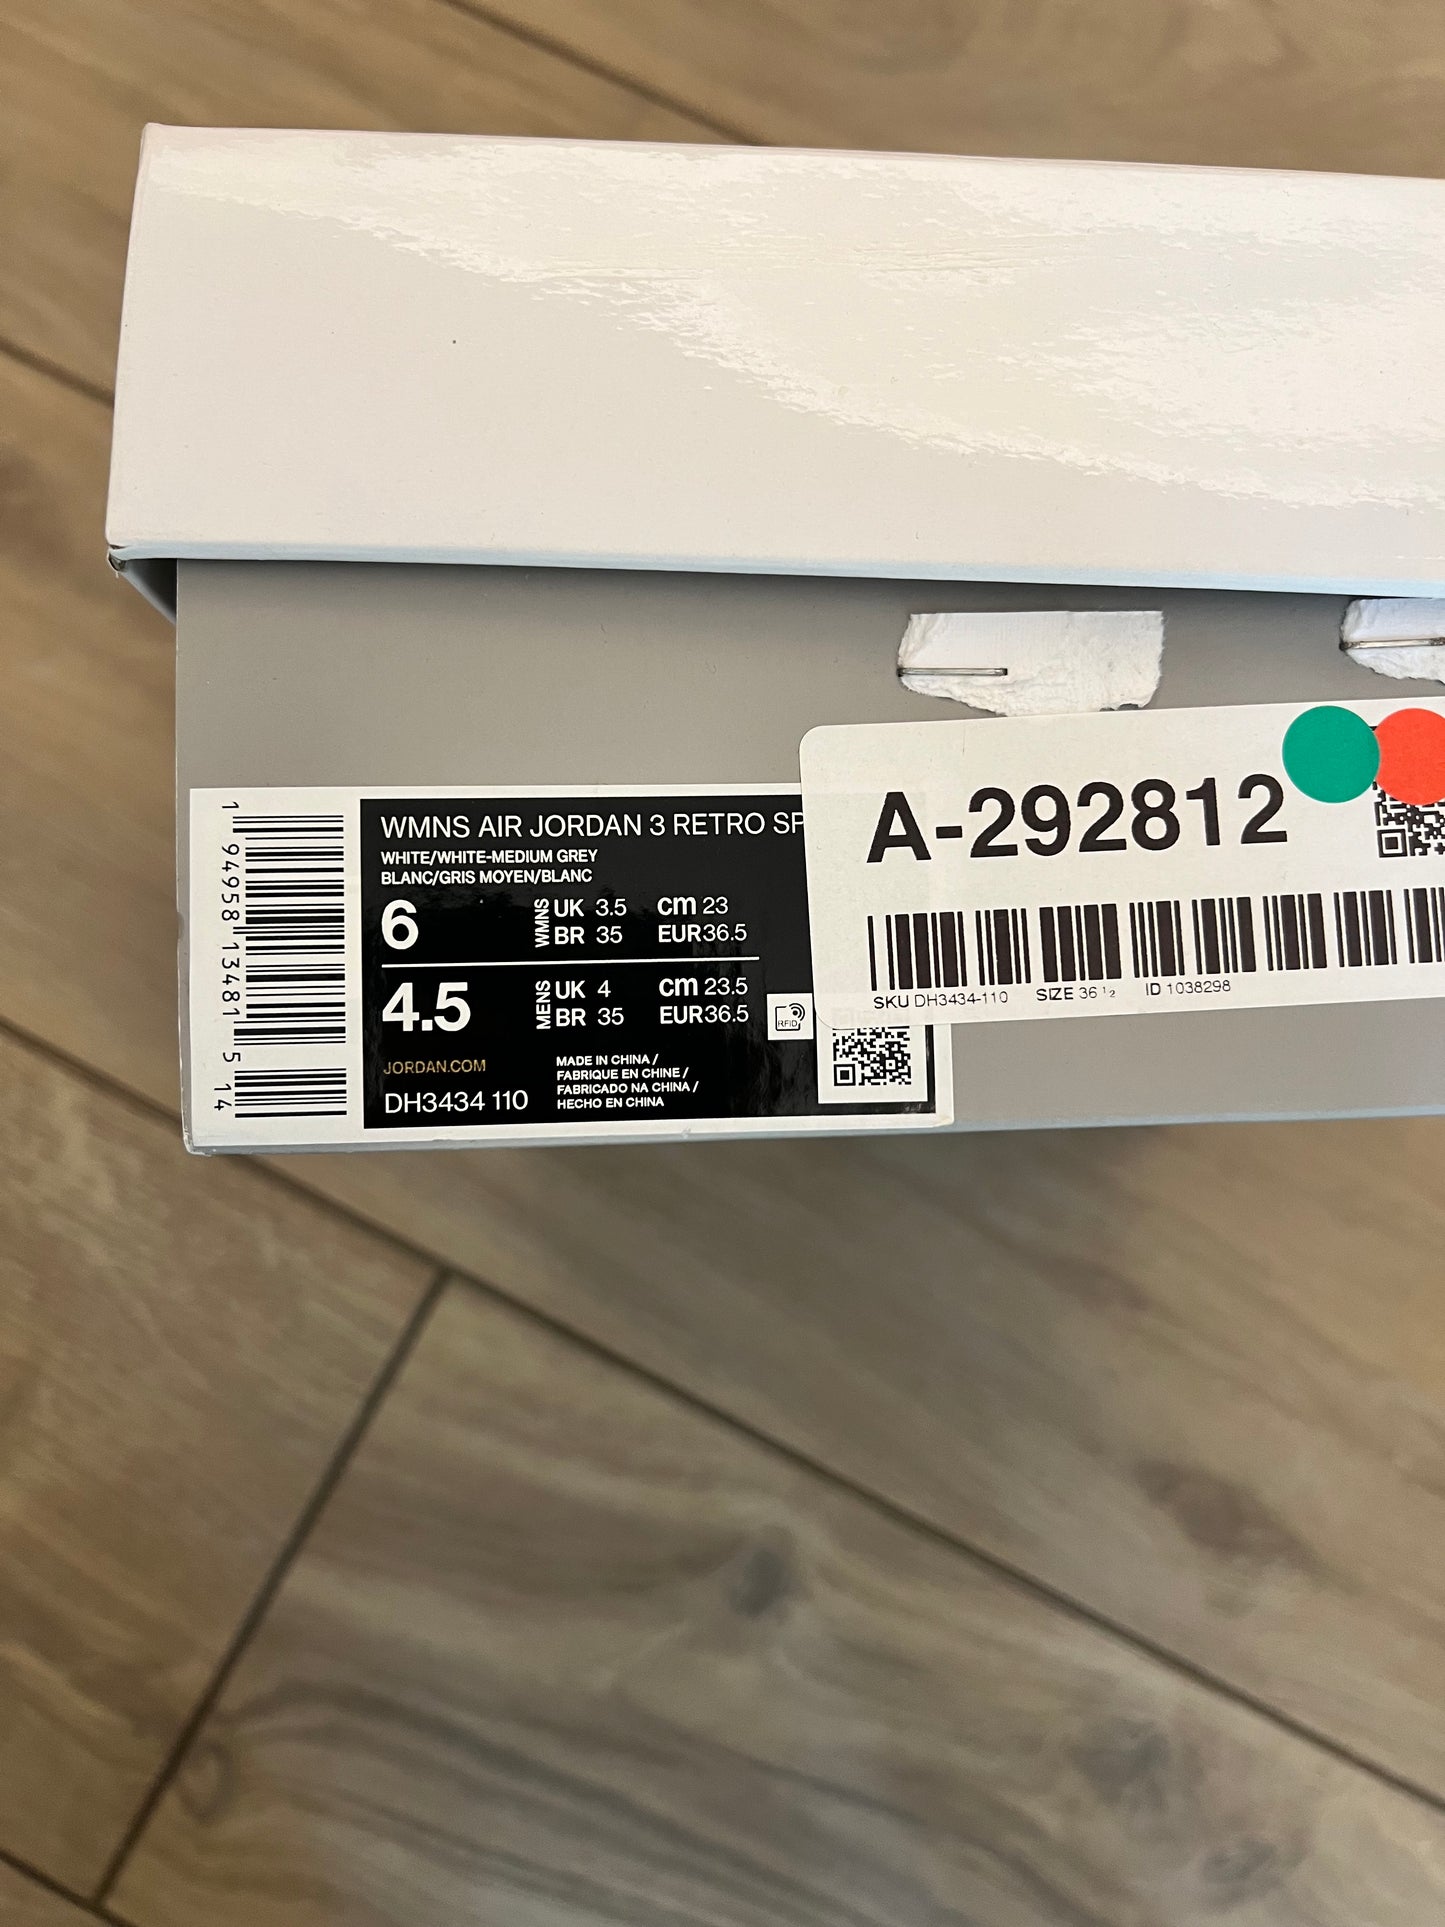 WMNS AIR JORDAN 3 RETRO SP
WHITE/WHITE-MEDIUM GREY
BLANC/GRIS MOYEN/BLANC
6
WMNS
UK 3.5 cm 23
BR 35 EUR36.5
4.5
MENS
UK 4 cm 23.5
BR 35 EUR36.5
RFID
JORDAN.COM
DH3434 110
MADE IN CHINA /
FABRIQUE EN CHINE /
FABRICADO NA CHINA /
HECHO EN CHINA
1 94958 13481 5 14
A-292812
SKU DH3434-110 SIZE 36 1/2 ID 1038298